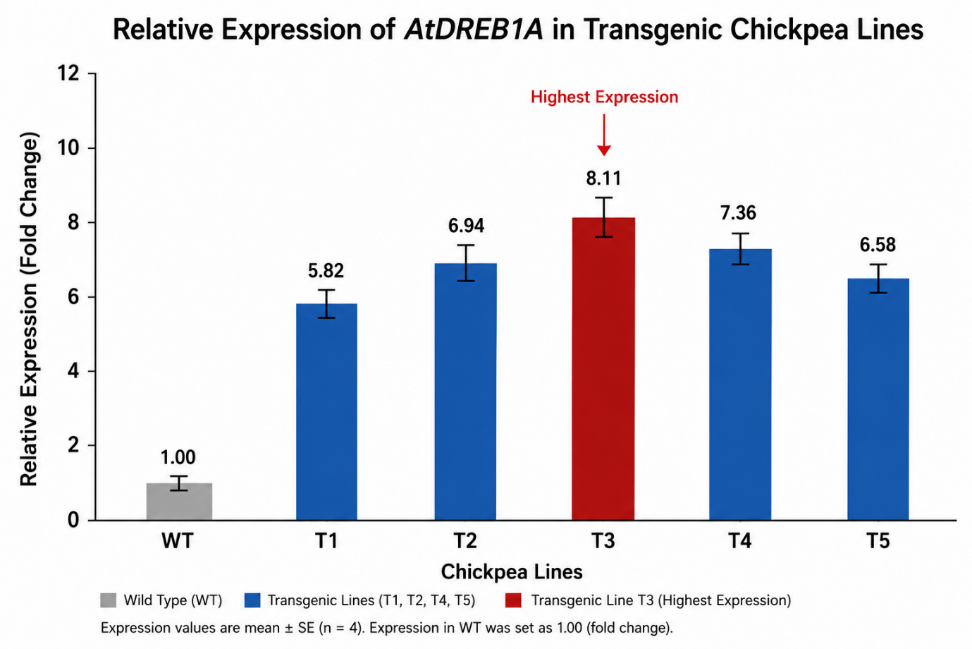 Relative Expression of AtDREB1A in Transgenic Chickpea Lines
Relative Expression (Fold Change)
12
10
8
6
4
2
0
Highest Expression
1.00
5.82
6.94
8.11
7.36
6.58
WT T1 T2 T3 T4 T5
Chickpea Lines
Wild Type (WT) Transgenic Lines (T1, T2, T4, T5) Transgenic Line T3 (Highest Expression)
Expression values are mean ± SE (n = 4). Expression in WT was set as 1.00 (fold change).